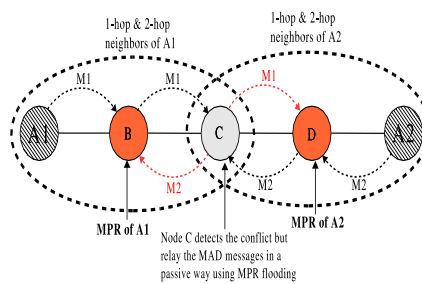 1-hop & 2-hop
neighbors of A1
1-hop & 2-hop
neighbors of A2
M1
M1
M1
A1
B
C
D
A2
M2
M2
M2
MPR of A1
MPR of A2
Node C detects the conflict but
relay the MAD messages in a
passive way using MPR flooding